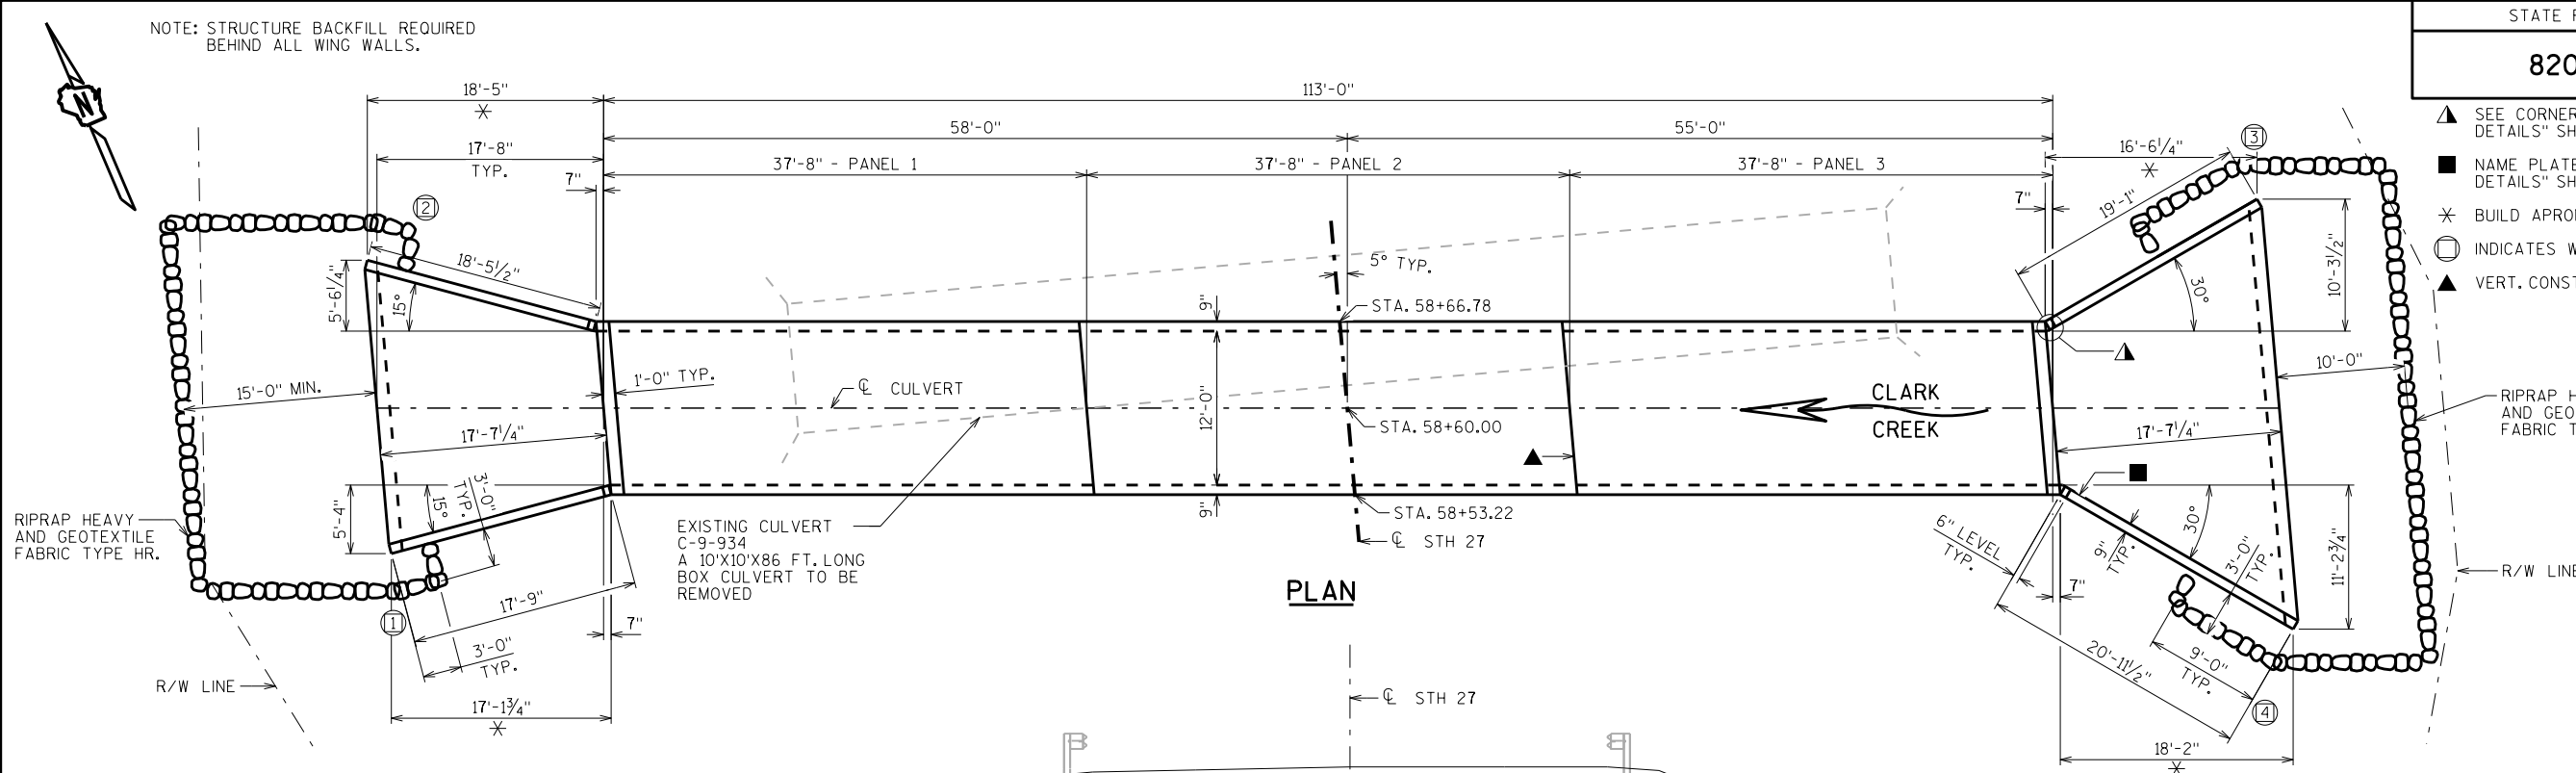 NOTE: STRUCTURE BACKFILL REQUIRED
BEHIND ALL WING WALLS.
N
STATE
820
SEE CORNER
DETAILS" SH
NAME PLATE
DETAILS" SH
BUILD APRO
INDICATES W
VERT. CONST
18'-5"
113'-0"
58'-0"
55'-0"
17'-8"
TYP.
7"
37'-8" - PANEL 1
37'-8" - PANEL 2
37'-8" - PANEL 3
16'-6 1/4"
3
7"
19'-1"
2
18'-5 1/2"
5'-6 1/4"
15°
5° TYP.
9"
STA. 58+66.78
30°
10'-3 1/2"
15'-0" MIN.
1'-0" TYP.
℄ CULVERT
CLARK
CREEK
10'-0"
12'-0"
STA. 58+60.00
17'-7 1/4"
17'-7 1/4"
RIPRAP H
AND GEO
FABRIC T
5'-4"
15°
3'-0"
TYP.
9"
STA. 58+53.22
℄ STH 27
RIPRAP HEAVY
AND GEOTEXTILE
FABRIC TYPE HR.
EXISTING CULVERT
C-9-934
A 10'X10'X86 FT. LONG
BOX CULVERT TO BE
REMOVED
PLAN
6" LEVEL
TYP.
9"
TYP.
30°
3'-0"
TYP.
11'-2 3/4"
R/W LINE
7"
1
17'-9"
7"
3'-0"
TYP.
R/W LINE
17'-1 3/4"
℄ STH 27
9'-0"
TYP.
20'-11 1/2"
4
18'-2"